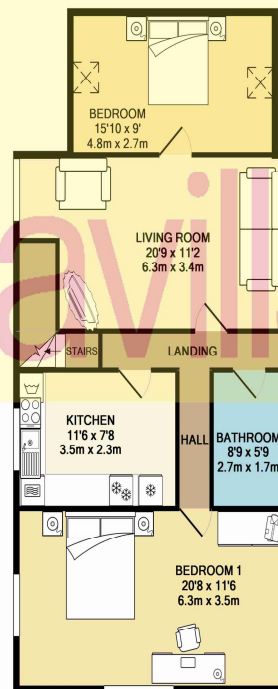 BEDROOM
15'10 x 9'
4.8m x 2.7m
LIVING ROOM
20'9 x 11'2
6.3m x 3.4m
STAIRS
LANDING
KITCHEN
11'6 x 7'8
3.5m x 2.3m
HALL
BATHROOM
8'9 x 5'9
2.7m x 1.7m
BEDROOM 1
20'8 x 11'6
6.3m x 3.5m